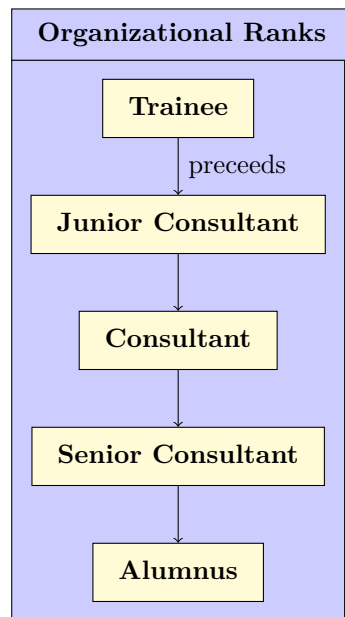 Organizational Ranks
Trainee
preceeds
Junior Consultant
Consultant
Senior Consultant
Alumnus